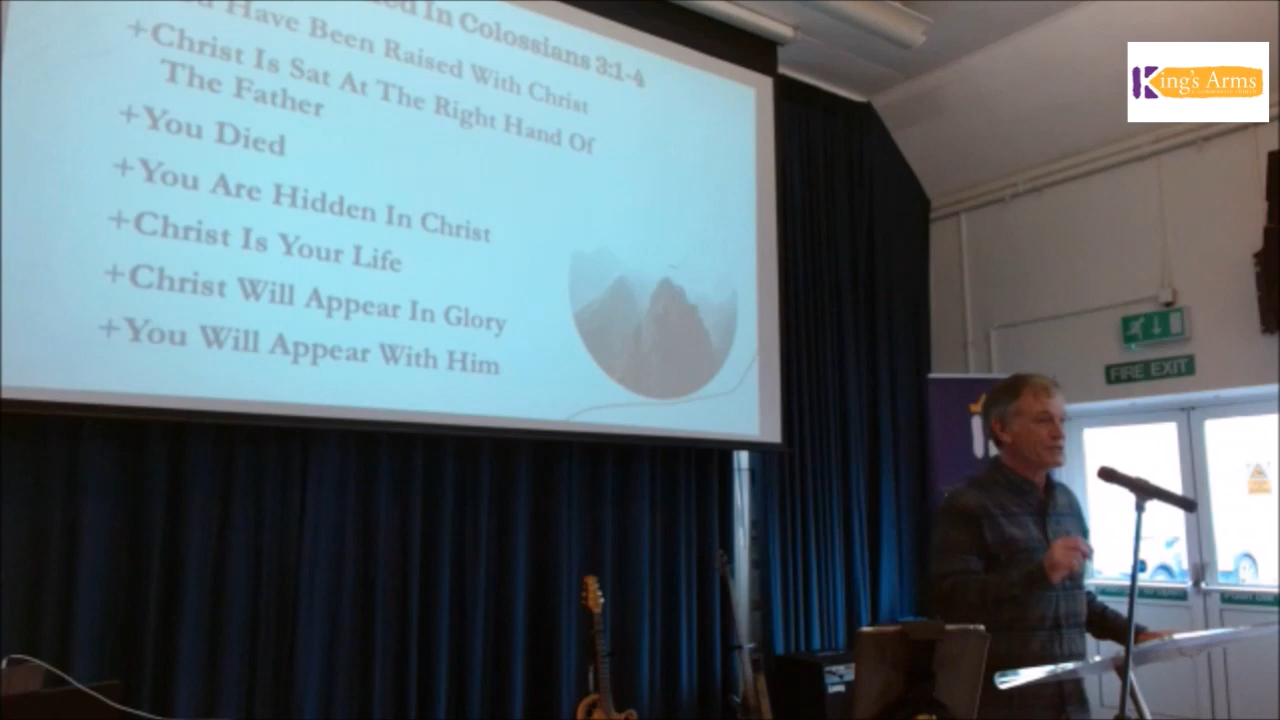 In Colossians 3:1-4
Have Been Raised With Christ
+Christ Is Sat At The Right Hand Of
The Father
+You Died
+You Are Hidden In Christ
+Christ Is Your Life
+Christ Will Appear In Glory
+You Will Appear With Him
King's Arms
FIRE EXIT